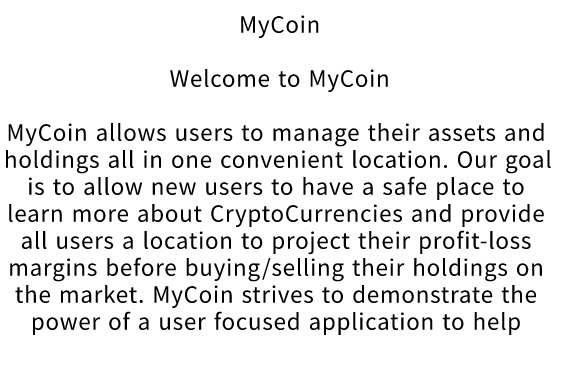 MyCoin
Welcome to MyCoin
MyCoin allows users to manage their assets and
holdings all in one convenient location. Our goal
is to allow new users to have a safe place to
learn more about CryptoCurrencies and provide
all users a location to project their profit-loss
margins before buying/selling their holdings on
the market. MyCoin strives to demonstrate the
power of a user focused application to help